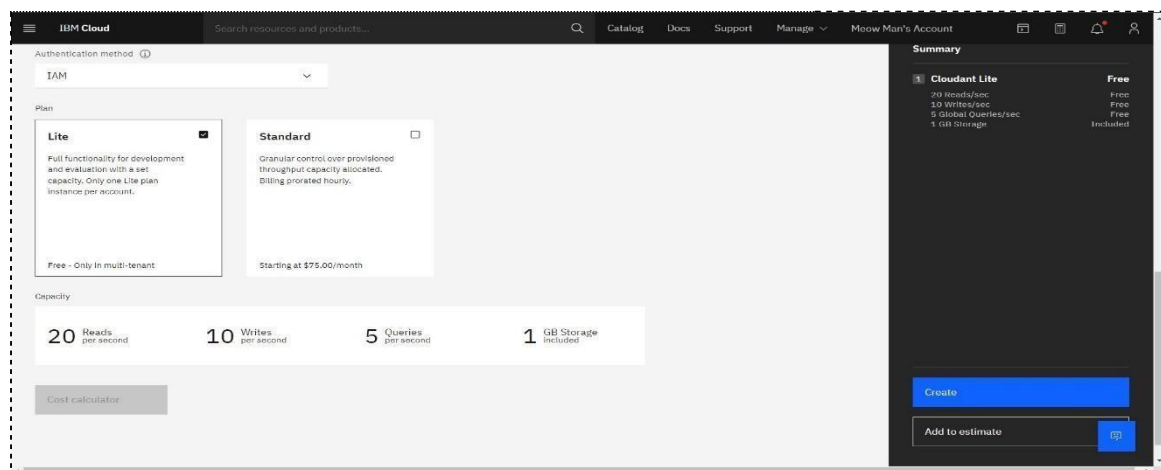 IBM Cloud
Search resources and products...
Catalog Docs Support Manage Meow Man's Account
Authentication method
IAM
Plan
Lite
Full functionality for development
and evaluation with a set
capacity. Only one Lite plan
instance per account.
Free - Only in multi-tenant
Standard
Granular control over provisioned
throughput capacity allocated.
Billing prorated hourly.
Starting at $75.00/month
Capacity
20 Reads per second
10 Writes per second
5 Queries per second
1 GB Storage included
Cost calculator
Summary
1 Cloudant Lite Free
20 Reads/sec Free
10 Writes/sec Free
5 Global Queries/sec Free
1 GB Storage Included
Create
Add to estimate